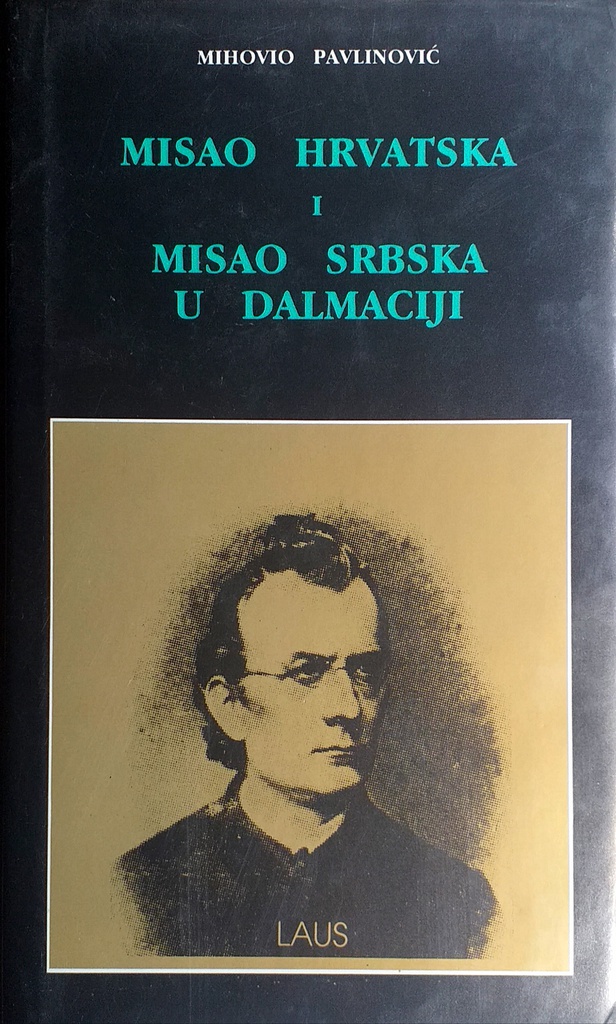 MIHOVIO PAVLINOVIĆ
MISAO HRVATSKA
I
MISAO SRBSKA
U DALMACIJI
LAUS